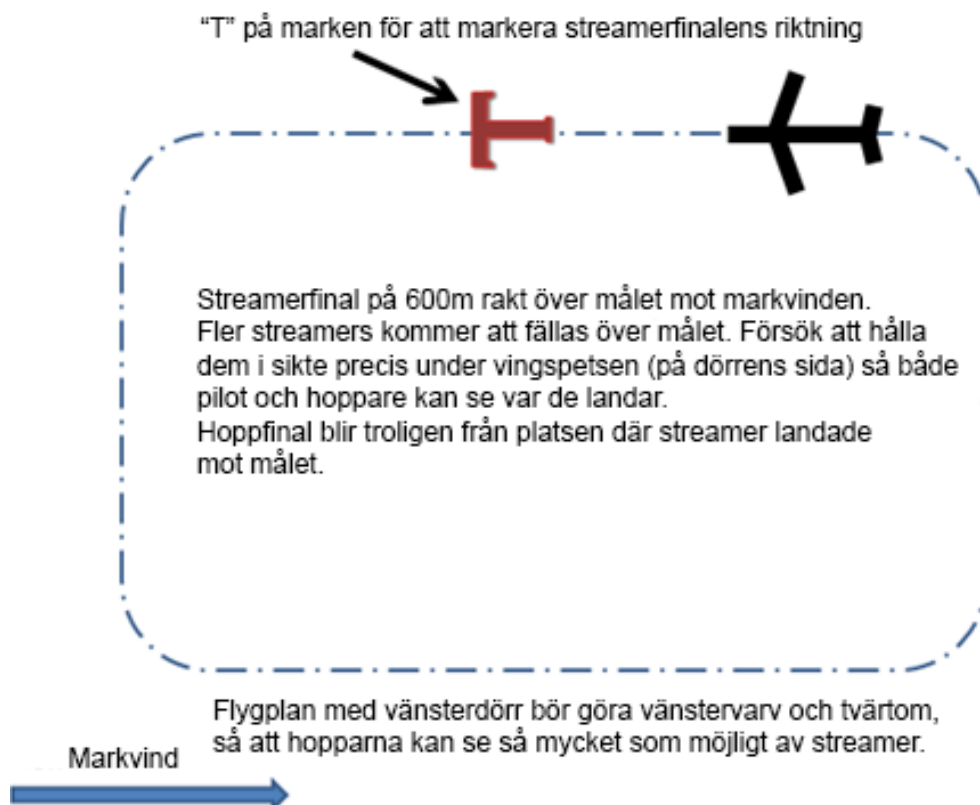 “T” på marken för att markera streamerfinalens riktning
Streamerfinal på 600m rakt över målet mot markvinden.
Fler streamers kommer att fällas över målet. Försök att hålla
dem i sikte precis under vingspetsen (på dörrens sida) så både
pilot och hoppare kan se var de landar.
Hoppfinal blir troligen från platsen där streamer landade
mot målet.
Flygplan med vänsterdörr bör göra vänstervarv och tvärtom,
så att hopparna kan se så mycket som möjligt av streamer.
Markvind